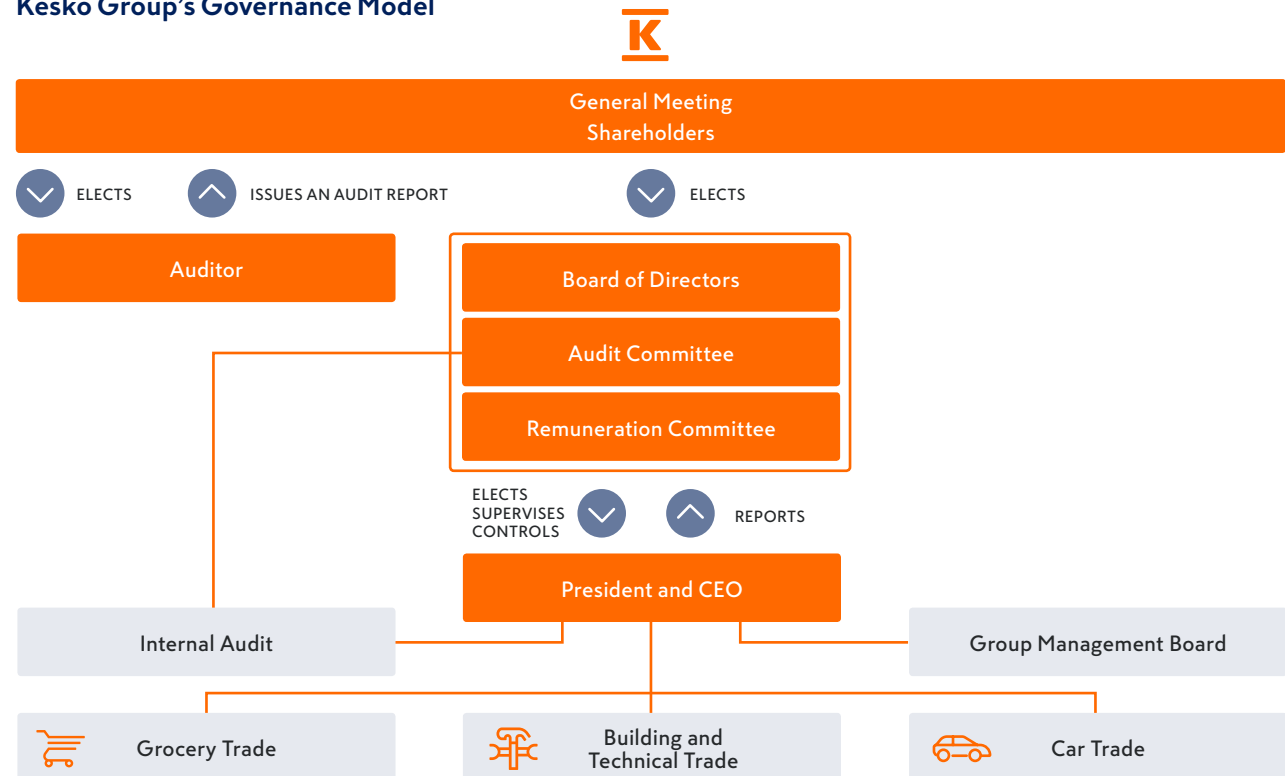 Kesko Group's Governance Model
K
General Meeting
Shareholders
ELECTS
ISSUES AN AUDIT REPORT
ELECTS
Auditor
Board of Directors
Audit Committee
Remuneration Committee
ELECTS
SUPERVISES
CONTROLS
REPORTS
President and CEO
Internal Audit
Group Management Board
Grocery Trade
Building and
Technical Trade
Car Trade